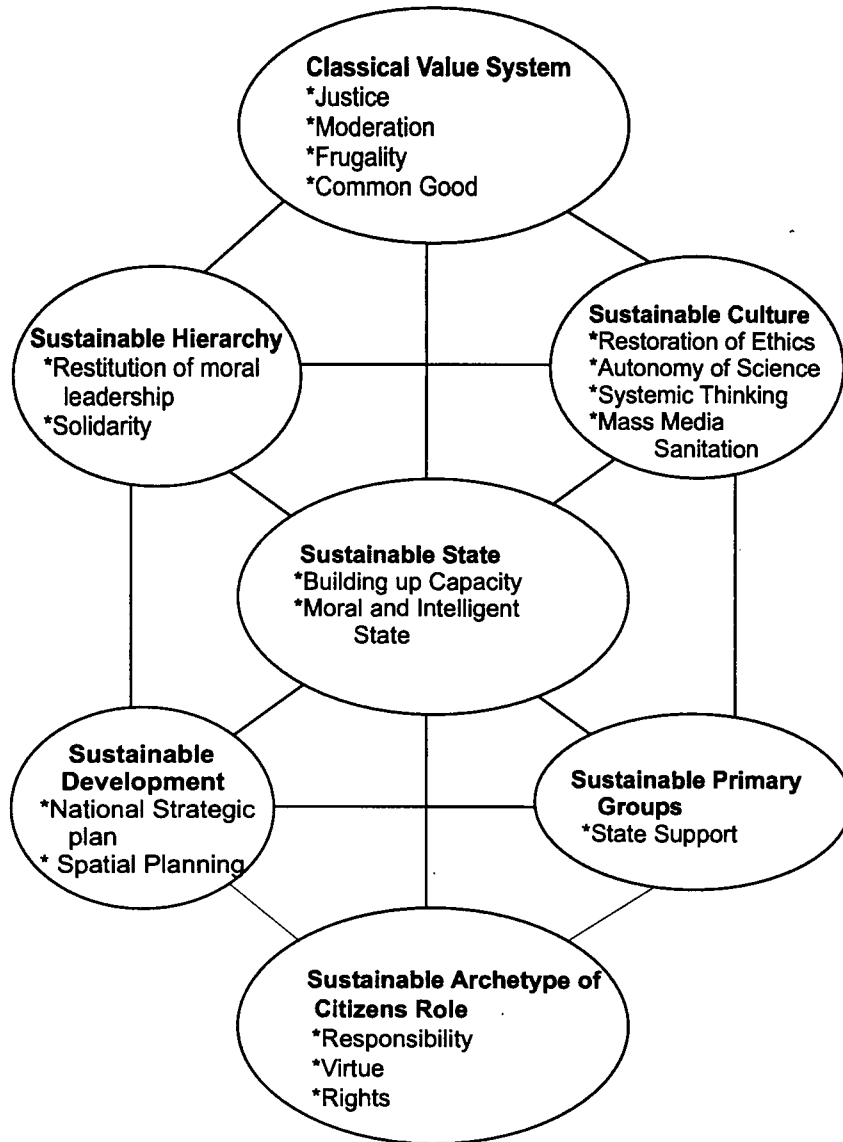 Classical Value System
*Justice
*Moderation
*Frugality
*Common Good
Sustainable Hierarchy
*Restitution of moral
leadership
*Solidarity
Sustainable Culture
*Restoration of Ethics
*Autonomy of Science
*Systemic Thinking
*Mass Media
Sanitation
Sustainable State
*Building up Capacity
*Moral and Intelligent
State
Sustainable
Development
*National Strategic
plan
* Spatial Planning
Sustainable Primary
Groups
*State Support
Sustainable Archetype of
Citizens Role
*Responsibility
*Virtue
*Rights